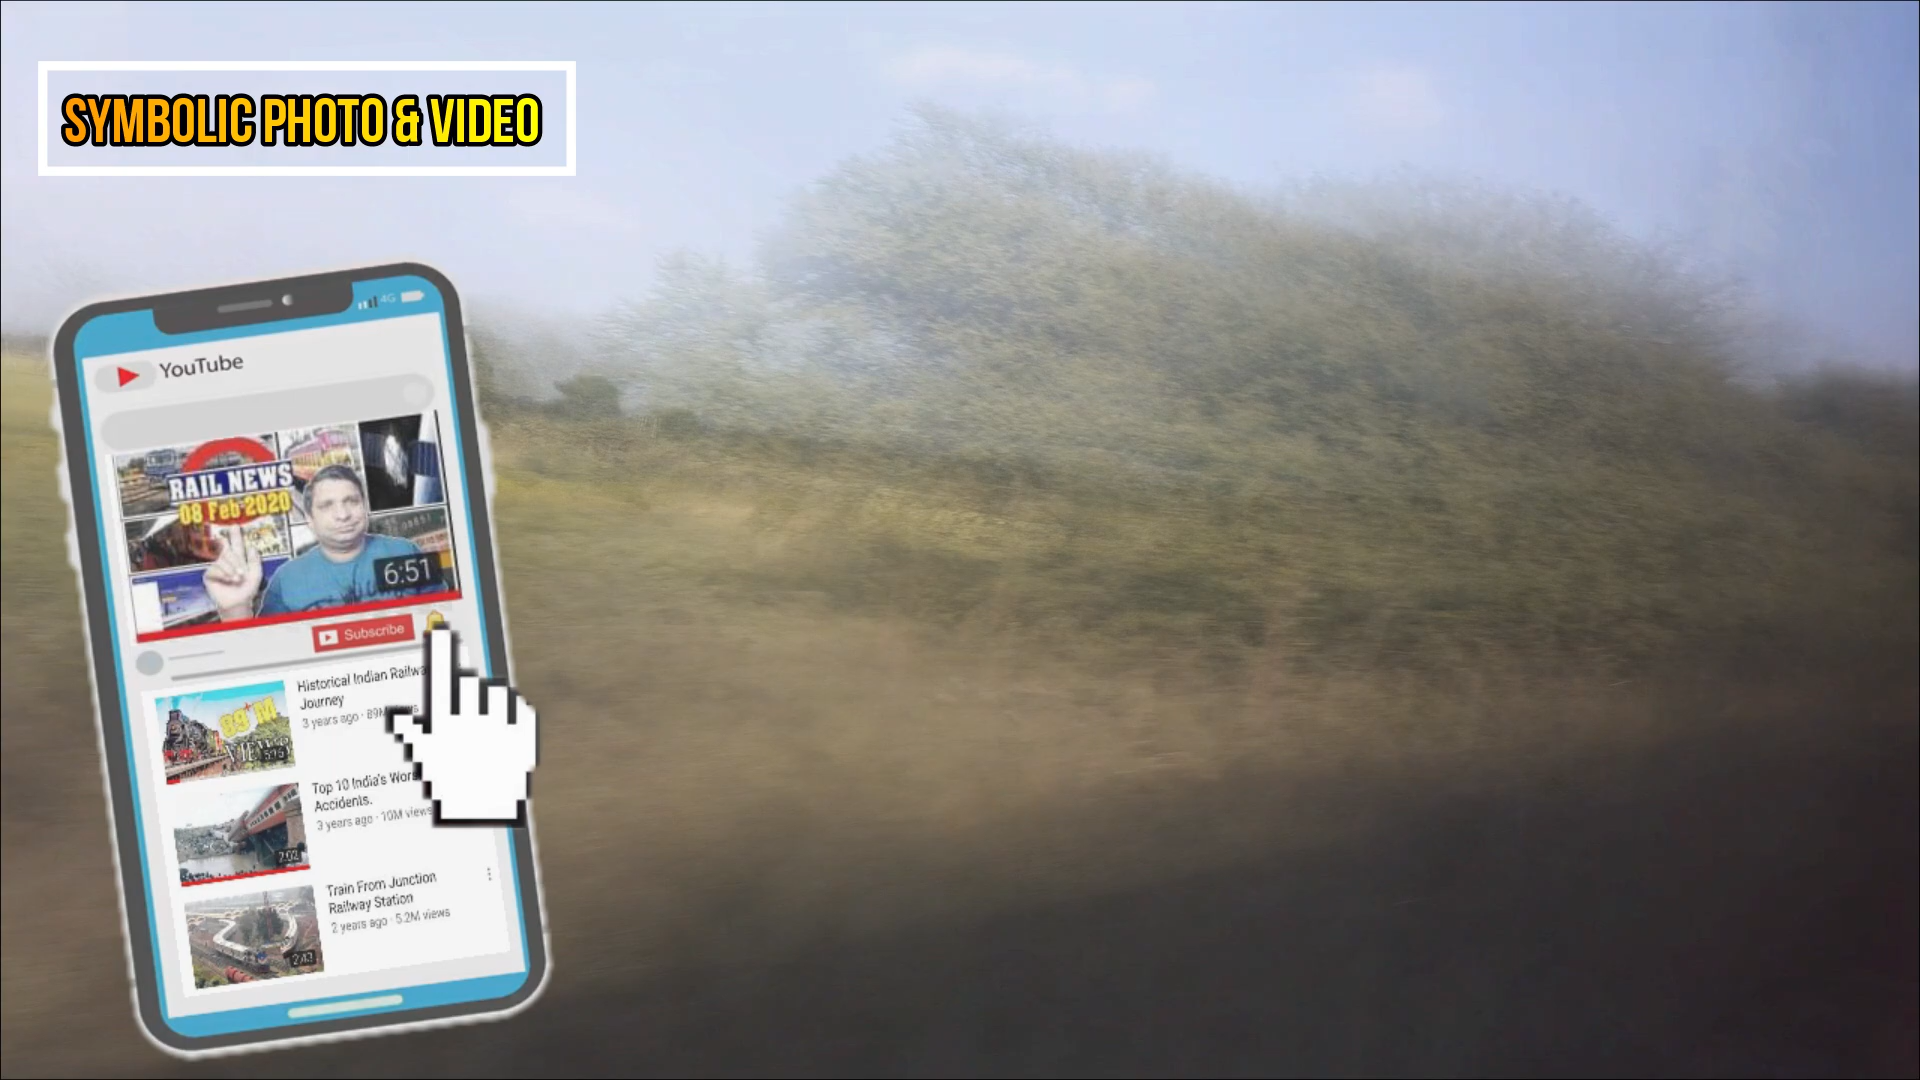 SYMBOLIC PHOTO & VIDEO
4G
YouTube
RAIL NEWS
08 Feb 2020
6:51
Subscribe
Historical Indian Railwa
Journey
3 years ago · 89M
89+M
VIEWS
Top 10 India's Wor
Accidents.
3 years ago · 10M views
2:02
Train From Junction
Railway Station
2 years ago · 5.2M views
2:43